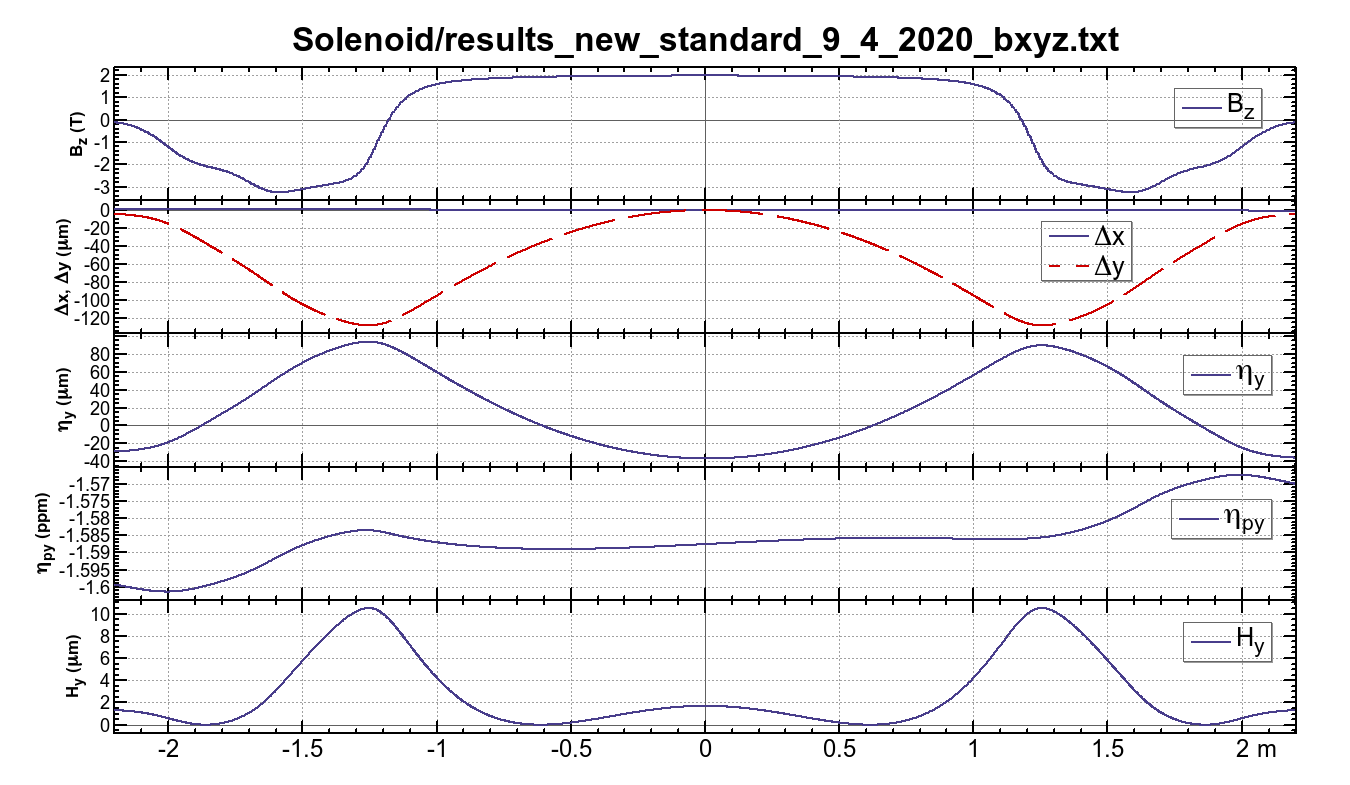 Solenoid/results_new_standard_9_4_2020_bxyz.txt
B_z (T)
2
1
0
-1
-2
-3
B_z
Δx, Δy (μm)
0
-20
-40
-60
-80
-100
-120
Δx
Δy
η_y (μm)
80
60
40
20
0
-20
-40
η_y
η_py (ppm)
-1.57
-1.575
-1.58
-1.585
-1.59
-1.595
-1.6
η_py
H_y (μm)
10
8
6
4
2
0
H_y
-2 -1.5 -1 -0.5 0 0.5 1 1.5 2 m